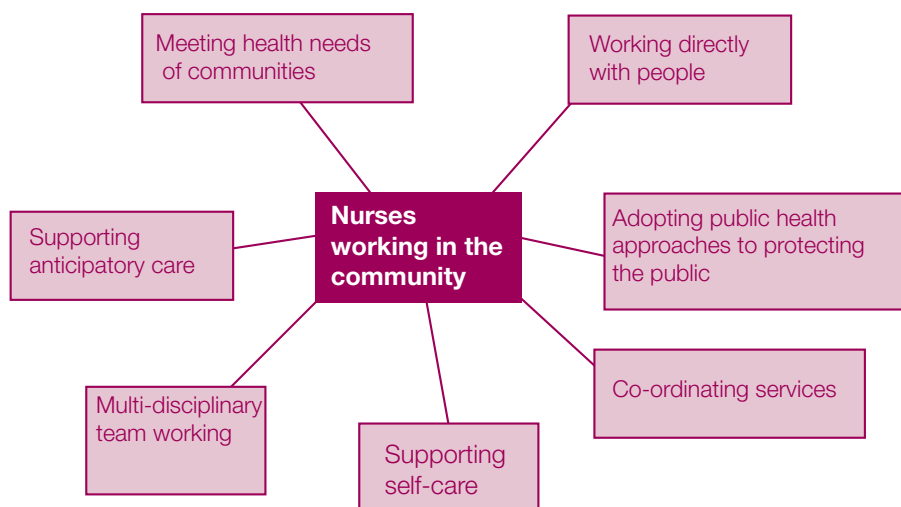 Meeting health needs
of communities
Working directly
with people
Nurses
working in the
community
Supporting
anticipatory care
Adopting public health
approaches to protecting
the public
Multi-disciplinary
team working
Co-ordinating services
Supporting
self-care